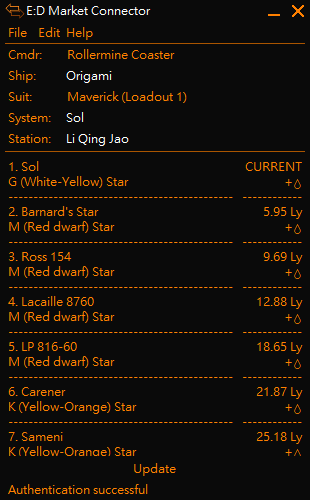 E:D Market Connector
File Edit Help
Cmdr: Rollermine Coaster
Ship: Origami
Suit: Maverick (Loadout 1)
System: Sol
Station: Li Qing Jao
1. Sol CURRENT
G (White-Yellow) Star +
2. Barnard's Star 5.95 Ly
M (Red dwarf) Star +
3. Ross 154 9.69 Ly
M (Red dwarf) Star +
4. Lacaille 8760 12.88 Ly
M (Red dwarf) Star +
5. LP 816-60 18.65 Ly
M (Red dwarf) Star +
6. Carener 21.87 Ly
K (Yellow-Orange) Star +
7. Sameni 25.18 Ly
K (Yellow-Orange) Star +
Update
Authentication successful